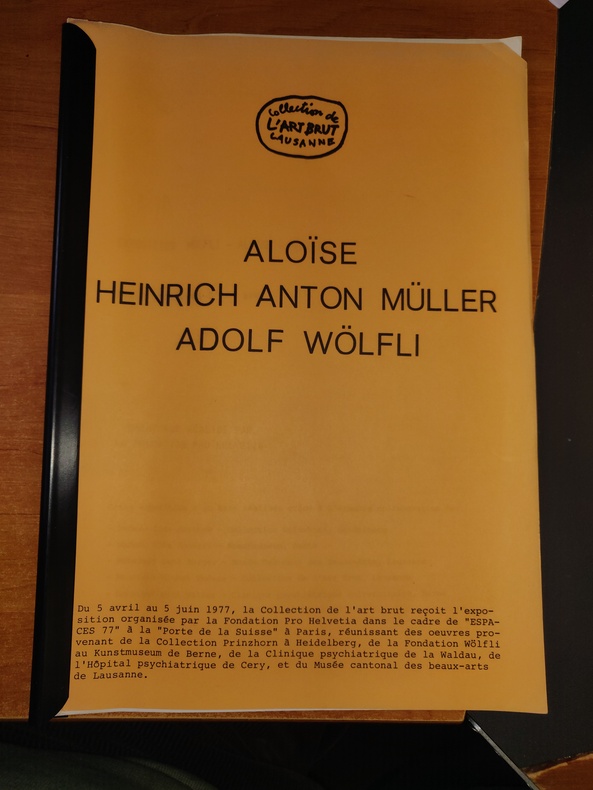 Collection de
L'ART BRUT
LAUSANNE
ALOÏSE
HEINRICH ANTON MÜLLER
ADOLF WÖLFLI
Du 5 avril au 5 juin 1977, la Collection de l'art brut reçoit l'expo-
sition organisée par la Fondation Pro Helvetia dans le cadre de "ESPA-
CES 77" à la "Porte de la Suisse" à Paris, réunissant des oeuvres pro-
venant de la Collection Prinzhorn à Heidelberg, de la Fondation Wölfli
au Kunstmuseum de Berne, de la Clinique psychiatrique de la Waldau, de
l'Hôpital psychiatrique de Cery, et du Musée cantonal des beaux-arts
de Lausanne.